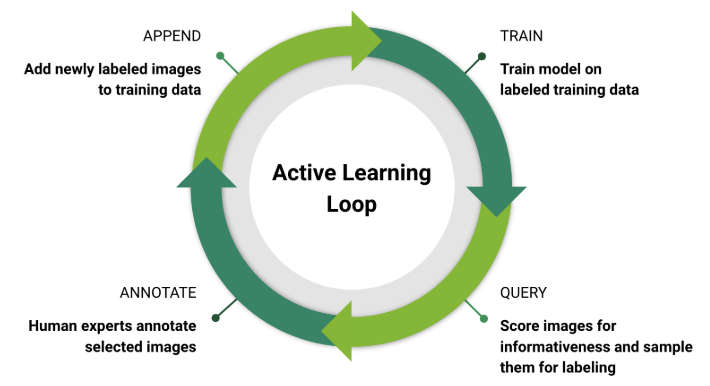 APPEND
Add newly labeled images
to training data
TRAIN
Train model on
labeled training data
Active Learning
Loop
ANNOTATE
Human experts annotate
selected images
QUERY
Score images for
informativeness and sample
them for labeling